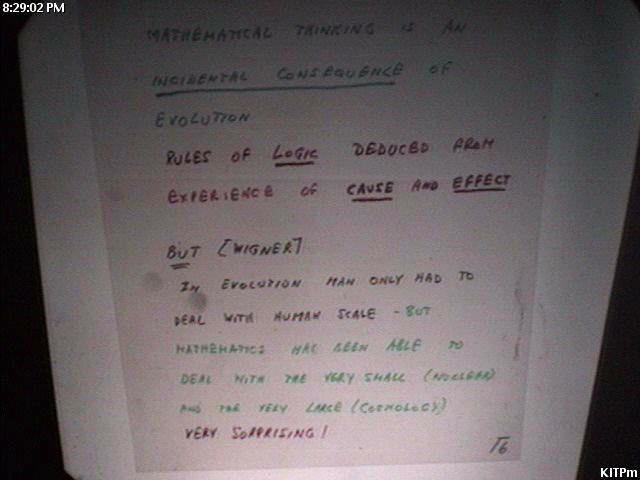 8:29:02 PM
MATHEMATICAL THINKING IS AN
INCIDENTAL CONSEQUENCE OF
EVOLUTION
RULES OF LOGIC DEDUCED FROM
EXPERIENCE OF CAUSE AND EFFECT
BUT [WIGNER]
IN EVOLUTION MAN ONLY HAD TO
DEAL WITH HUMAN SCALE - BUT
MATHEMATICS HAS BEEN ABLE TO
DEAL WITH THE VERY SMALL (NUCLEAR)
AND THE VERY LARGE (COSMOLOGY)
VERY SURPRISING!
16
KITPm